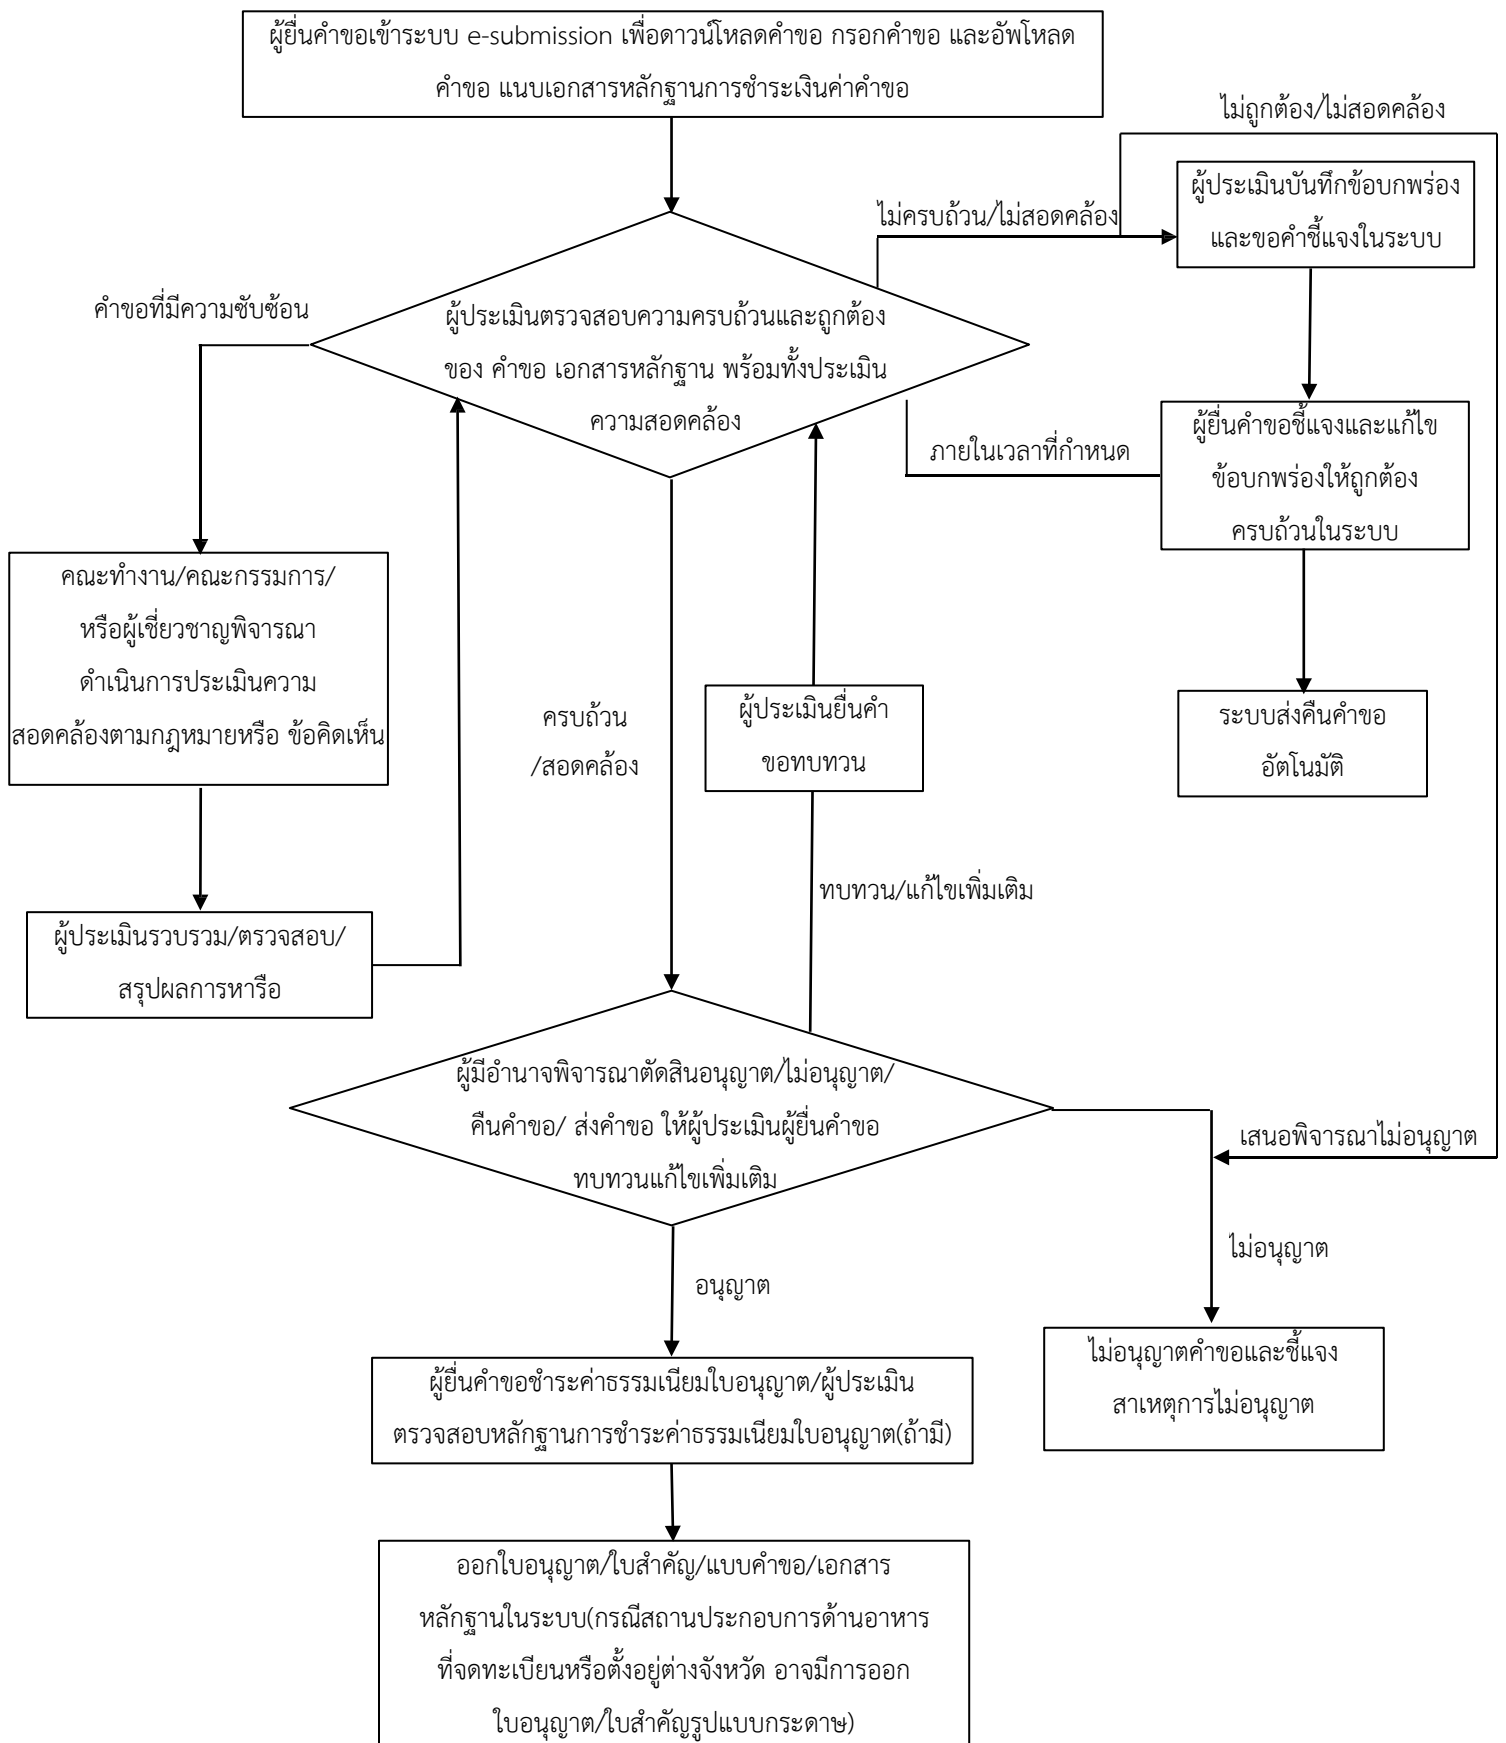 ผู้ยื่นคำขอเข้าระบบ e-submission เพื่อดาวน์โหลดคำขอ กรอกคำขอ และอัพโหลด
คำขอ แนบเอกสารหลักฐานการชำระเงินค่าคำขอ
ไม่ถูกต้อง/ไม่สอดคล้อง
ไม่ครบถ้วน/ไม่สอดคล้อง
ผู้ประเมินบันทึกข้อบกพร่อง
และขอคำชี้แจงในระบบ
คำขอที่มีความซับซ้อน
ผู้ประเมินตรวจสอบความครบถ้วนและถูกต้อง
ของ คำขอ เอกสารหลักฐาน พร้อมทั้งประเมิน
ความสอดคล้อง
ภายในเวลาที่กำหนด
ผู้ยื่นคำขอชี้แจงและแก้ไข
ข้อบกพร่องให้ถูกต้อง
ครบถ้วนในระบบ
คณะทำงาน/คณะกรรมการ/
หรือผู้เชี่ยวชาญพิจารณา
ดำเนินการประเมินความ
สอดคล้องตามกฎหมายหรือ ข้อคิดเห็น
ครบถ้วน
/สอดคล้อง
ผู้ประเมินยื่นคำ
ขอทบทวน
ระบบส่งคืนคำขอ
อัตโนมัติ
ทบทวน/แก้ไขเพิ่มเติม
ผู้ประเมินรวบรวม/ตรวจสอบ/
สรุปผลการหารือ
ผู้มีอำนาจพิจารณาตัดสินอนุญาต/ไม่อนุญาต/
คืนคำขอ/ ส่งคำขอ ให้ผู้ประเมินผู้ยื่นคำขอ
ทบทวนแก้ไขเพิ่มเติม
เสนอพิจารณาไม่อนุญาต
ไม่อนุญาต
อนุญาต
ไม่อนุญาตคำขอและชี้แจง
สาเหตุการไม่อนุญาต
ผู้ยื่นคำขอชำระค่าธรรมเนียมใบอนุญาต/ผู้ประเมิน
ตรวจสอบหลักฐานการชำระค่าธรรมเนียมใบอนุญาต(ถ้ามี)
ออกใบอนุญาต/ใบสำคัญ/แบบคำขอ/เอกสาร
หลักฐานในระบบ(กรณีสถานประกอบการด้านอาหาร
ที่จดทะเบียนหรือตั้งอยู่ต่างจังหวัด อาจมีการออก
ใบอนุญาต/ใบสำคัญรูปแบบกระดาษ)